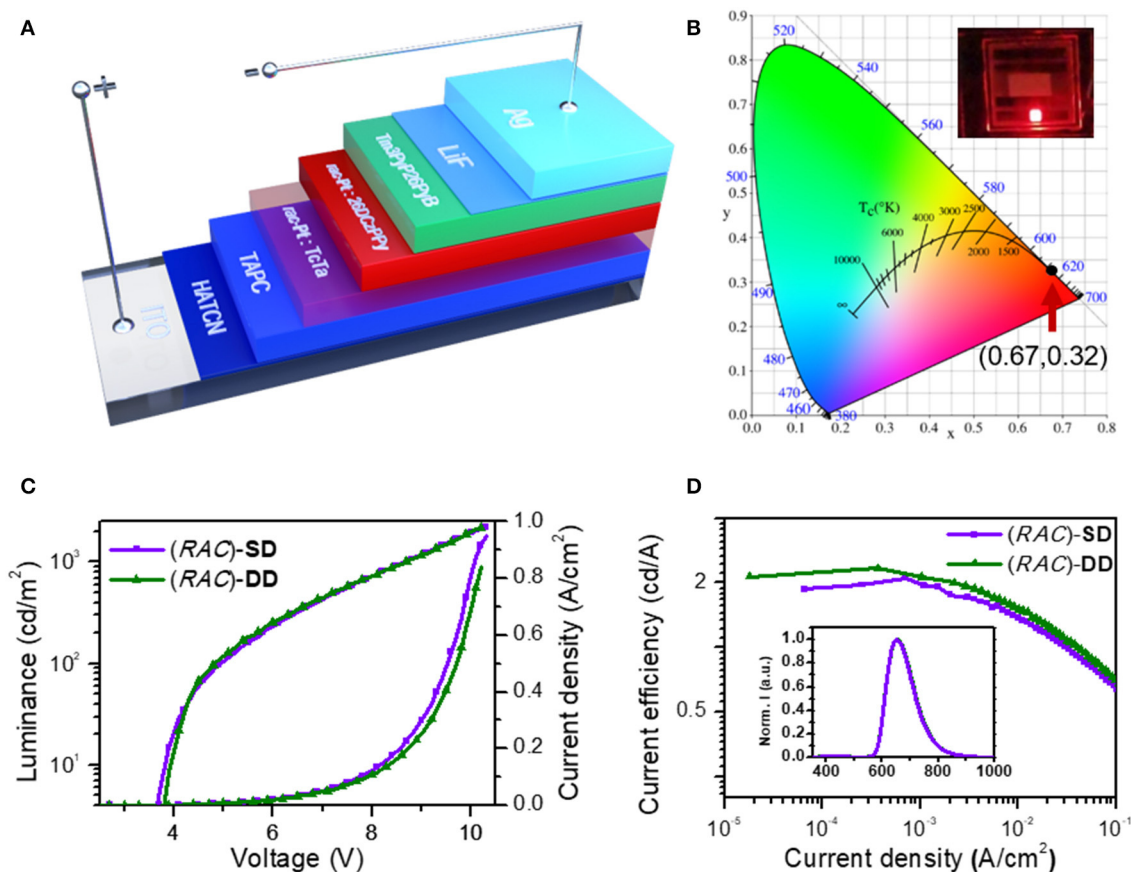 A
+
-
Ag
LiF
Tm3PyP26PyB
rac-Pt : 26DCzPPy
rac-Pt : TcTa
TAPC
HATCN
ITO
B
0.9
0.8
0.7
0.6
0.5
0.4
0.3
0.2
0.1
0.0
y
520
540
560
580
600
620
700
500
490
480
470
460
380
Tc(°K)
4000
3000
2500
6000
10000
2000
1500
∞
(0.67,0.32)
0.0 0.1 0.2 0.3 0.4 0.5 0.6 0.7 0.8
x
C
Luminance (cd/m2)
103
102
101
(RAC)-SD
(RAC)-DD
1.0
0.8
0.6
0.4
0.2
0.0
Current density (A/cm2)
4 6 8 10
Voltage (V)
D
Current efficiency (cd/A)
2
0.5
(RAC)-SD
(RAC)-DD
Norm. I (a.u.)
1.0
0.8
0.6
0.4
0.2
0.0
400 600 800 1000
10-5 10-4 10-3 10-2 10-1
Current density (A/cm2)